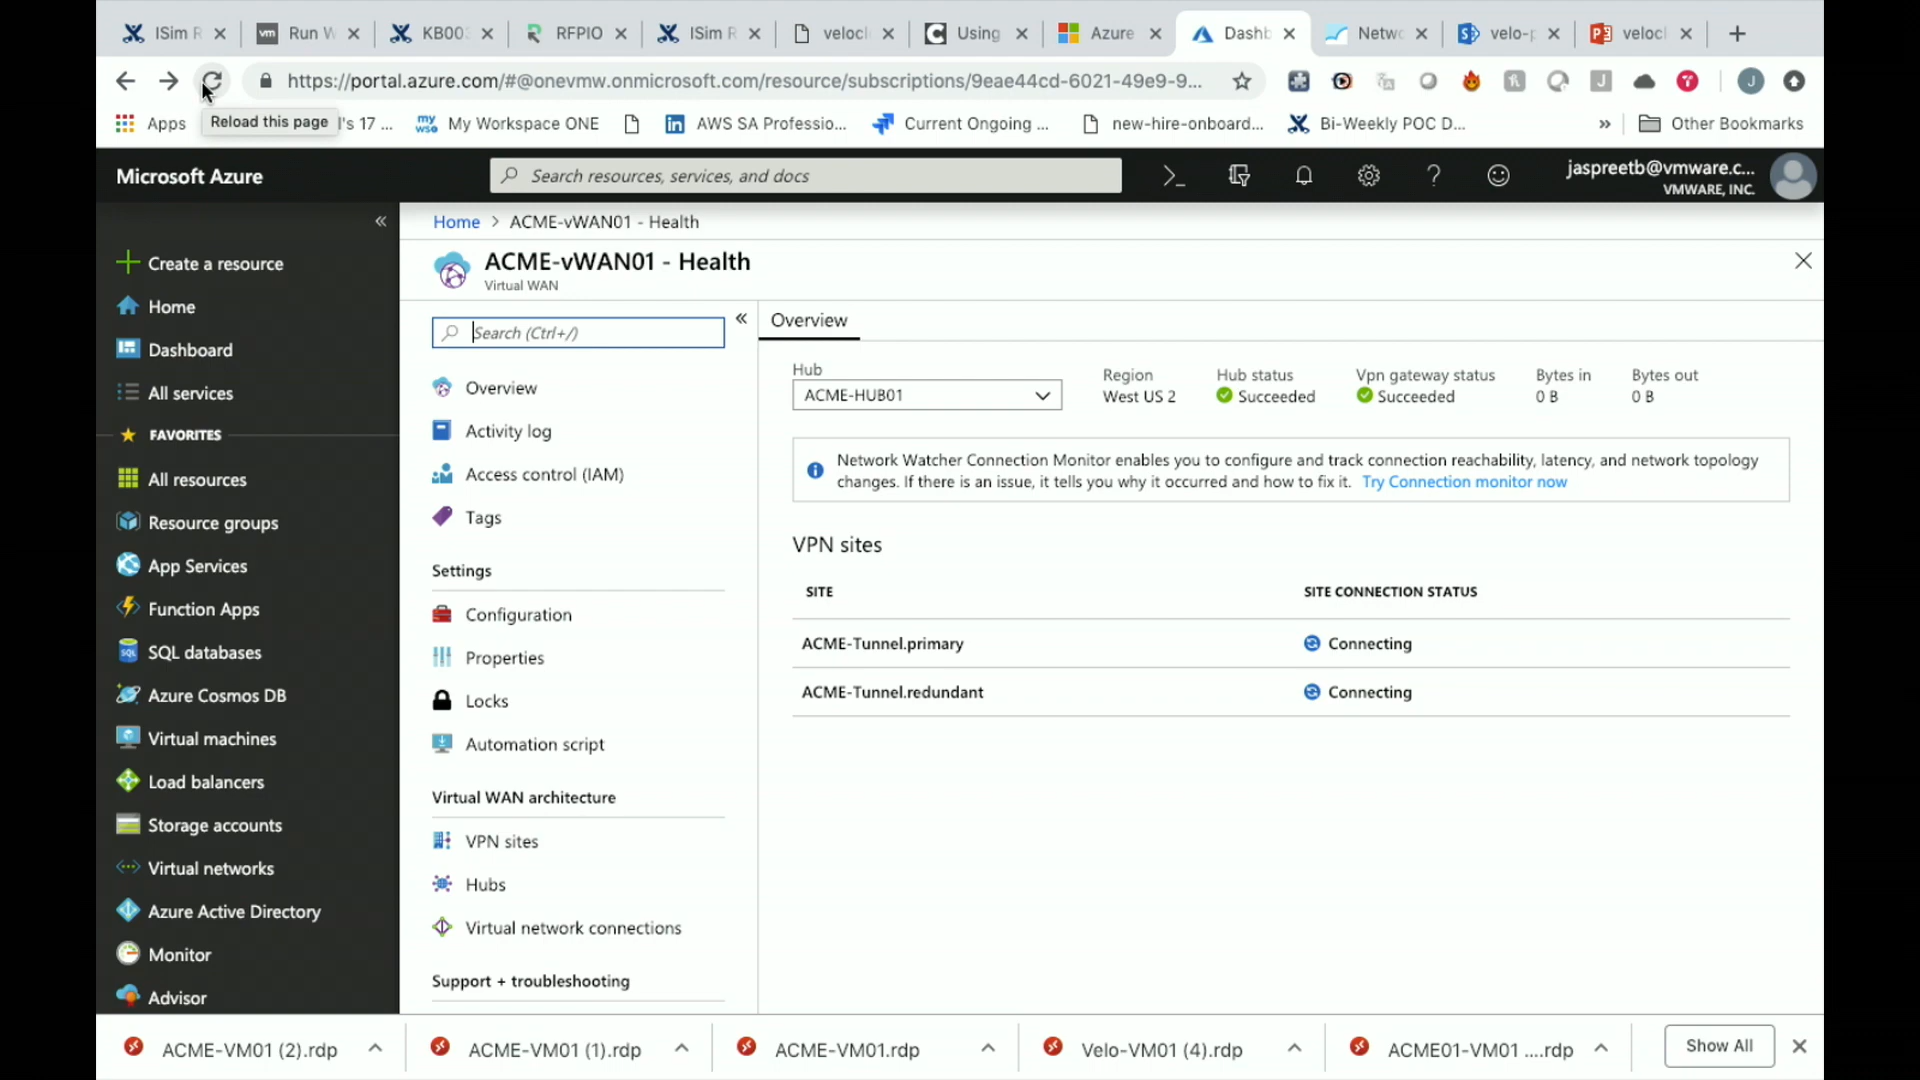 ISim R
Run W
KB003
RFPIO
ISim R
velocl
Using
Azure
Dashb
Netwo
velo-p
velocl
https://portal.azure.com/#@onevmw.onmicrosoft.com/resource/subscriptions/9eae44cd-6021-49e9-9...
Apps
Reload this page
l's 17 ...
my wso
My Workspace ONE
AWS SA Professio...
Current Ongoing ...
new-hire-onboard...
Bi-Weekly POC D...
»
Other Bookmarks
Microsoft Azure
Search resources, services, and docs
jaspreetb@vmware.c...
VMWARE, INC.
Create a resource
Home
Dashboard
All services
FAVORITES
All resources
Resource groups
App Services
Function Apps
SQL databases
Azure Cosmos DB
Virtual machines
Load balancers
Storage accounts
Virtual networks
Azure Active Directory
Monitor
Advisor
Home > ACME-vWAN01 - Health
ACME-vWAN01 - Health
Virtual WAN
Search (Ctrl+/)
Overview
Activity log
Access control (IAM)
Tags
Settings
Configuration
Properties
Locks
Automation script
Virtual WAN architecture
VPN sites
Hubs
Virtual network connections
Support + troubleshooting
Overview
Hub
ACME-HUB01
Region
West US 2
Hub status
Succeeded
Vpn gateway status
Succeeded
Bytes in
0 B
Bytes out
0 B
Network Watcher Connection Monitor enables you to configure and track connection reachability, latency, and network topology
changes. If there is an issue, it tells you why it occurred and how to fix it. Try Connection monitor now
VPN sites
SITE SITE CONNECTION STATUS
ACME-Tunnel.primary Connecting
ACME-Tunnel.redundant Connecting
ACME-VM01 (2).rdp
ACME-VM01 (1).rdp
ACME-VM01.rdp
Velo-VM01 (4).rdp
ACME01-VM01 ....rdp
Show All